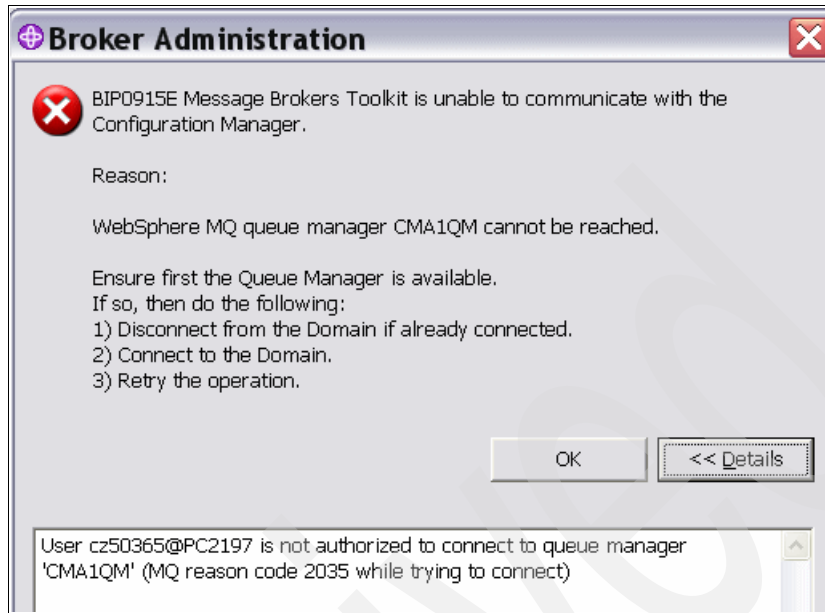 Broker Administration
BIP0915E Message Brokers Toolkit is unable to communicate with the
Configuration Manager.
Reason:
WebSphere MQ queue manager CMA1QM cannot be reached.
Ensure first the Queue Manager is available.
If so, then do the following:
1) Disconnect from the Domain if already connected.
2) Connect to the Domain.
3) Retry the operation.
OK
<< Details
User cz50365@PC2197 is not authorized to connect to queue manager
'CMA1QM' (MQ reason code 2035 while trying to connect)